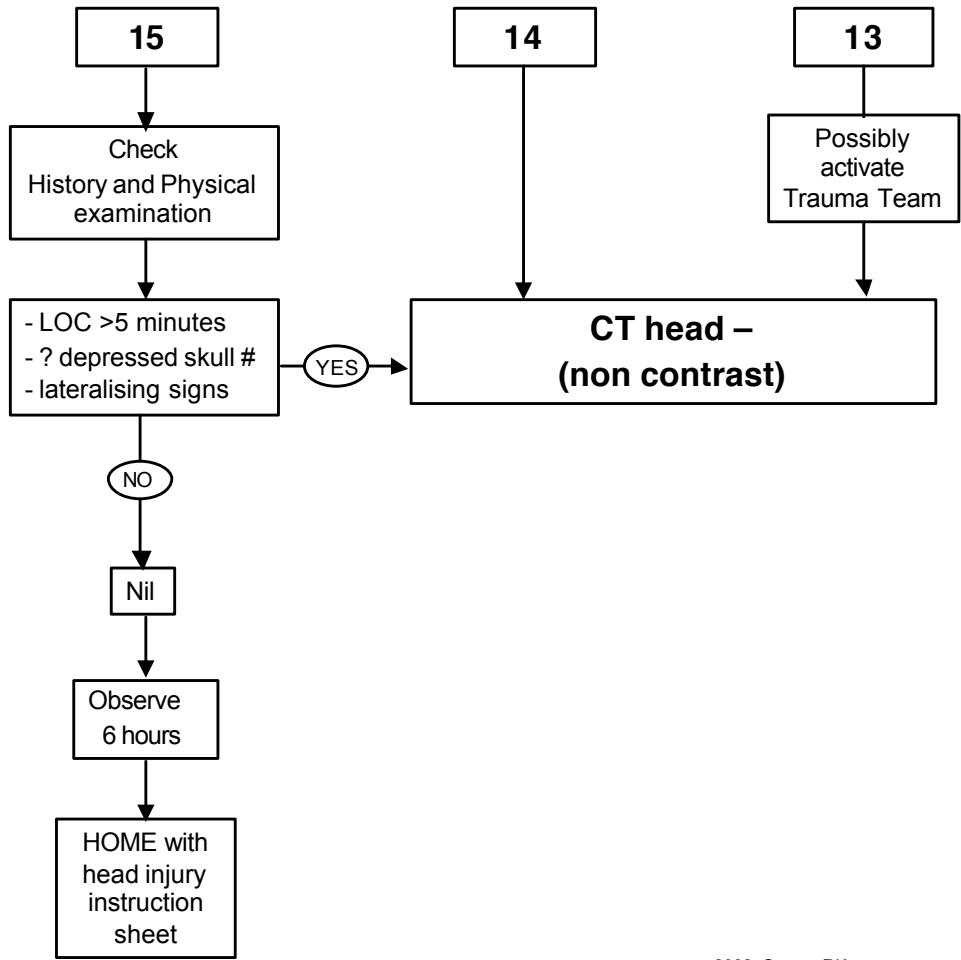 15
14
13
Check
History and Physical
examination
Possibly
activate
Trauma Team
- LOC >5 minutes
- ? depressed skull #
- lateralising signs
YES
CT head –
(non contrast)
NO
Nil
Observe
6 hours
HOME with
head injury
instruction
sheet